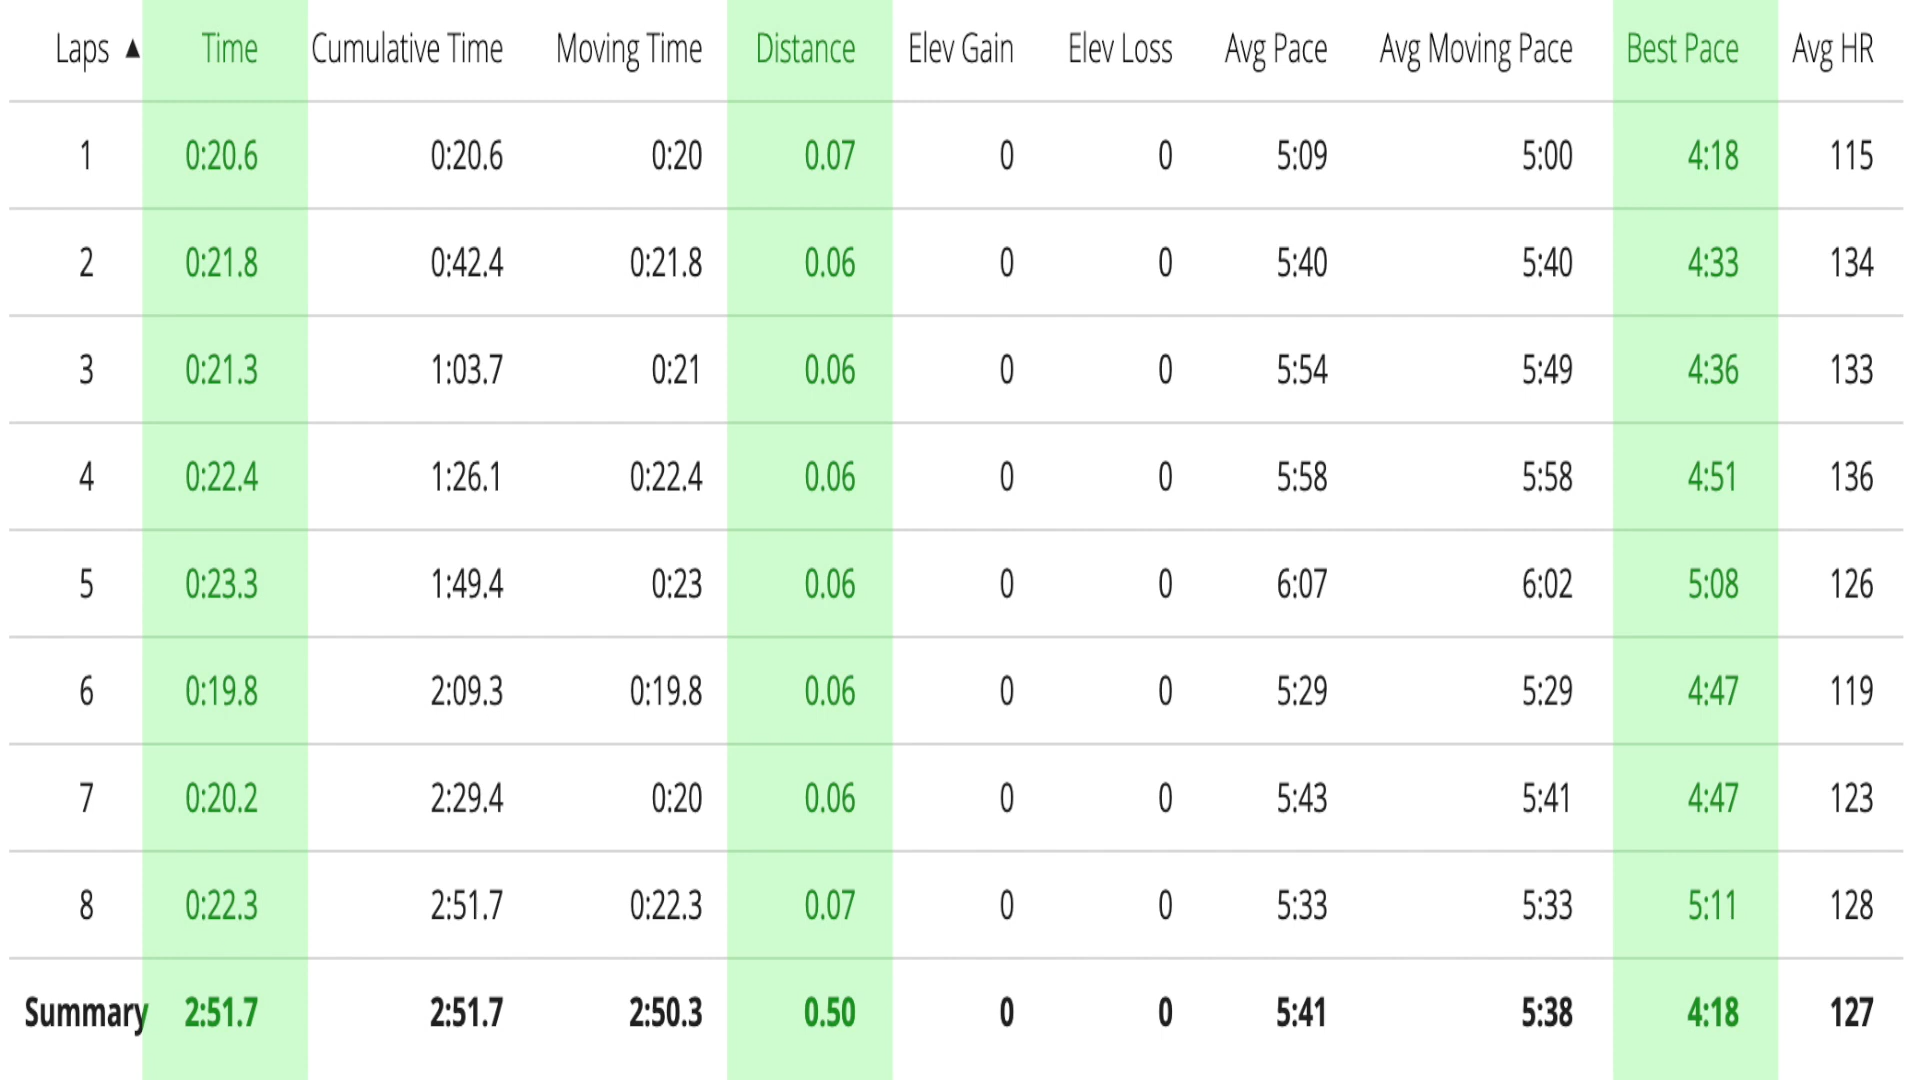 Laps ▲ Time Cumulative Time Moving Time Distance Elev Gain Elev Loss Avg Pace Avg Moving Pace Best Pace Avg HR
1 0:20.6 0:20.6 0:20 0.07 0 0 5:09 5:00 4:18 115
2 0:21.8 0:42.4 0:21.8 0.06 0 0 5:40 5:40 4:33 134
3 0:21.3 1:03.7 0:21 0.06 0 0 5:54 5:49 4:36 133
4 0:22.4 1:26.1 0:22.4 0.06 0 0 5:58 5:58 4:51 136
5 0:23.3 1:49.4 0:23 0.06 0 0 6:07 6:02 5:08 126
6 0:19.8 2:09.3 0:19.8 0.06 0 0 5:29 5:29 4:47 119
7 0:20.2 2:29.4 0:20 0.06 0 0 5:43 5:41 4:47 123
8 0:22.3 2:51.7 0:22.3 0.07 0 0 5:33 5:33 5:11 128
Summary 2:51.7 2:51.7 2:50.3 0.50 0 0 5:41 5:38 4:18 127